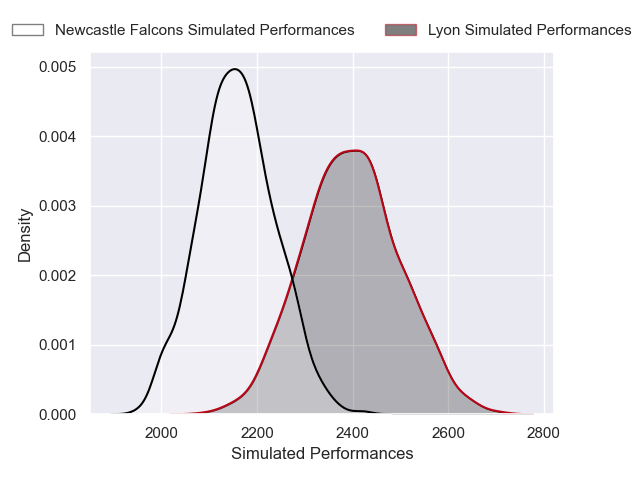 Newcastle Falcons Simulated Performances Lyon Simulated Performances
0.005
0.004
0.003
0.002
0.001
0.000
Density
2000 2200 2400 2600 2800
Simulated Performances